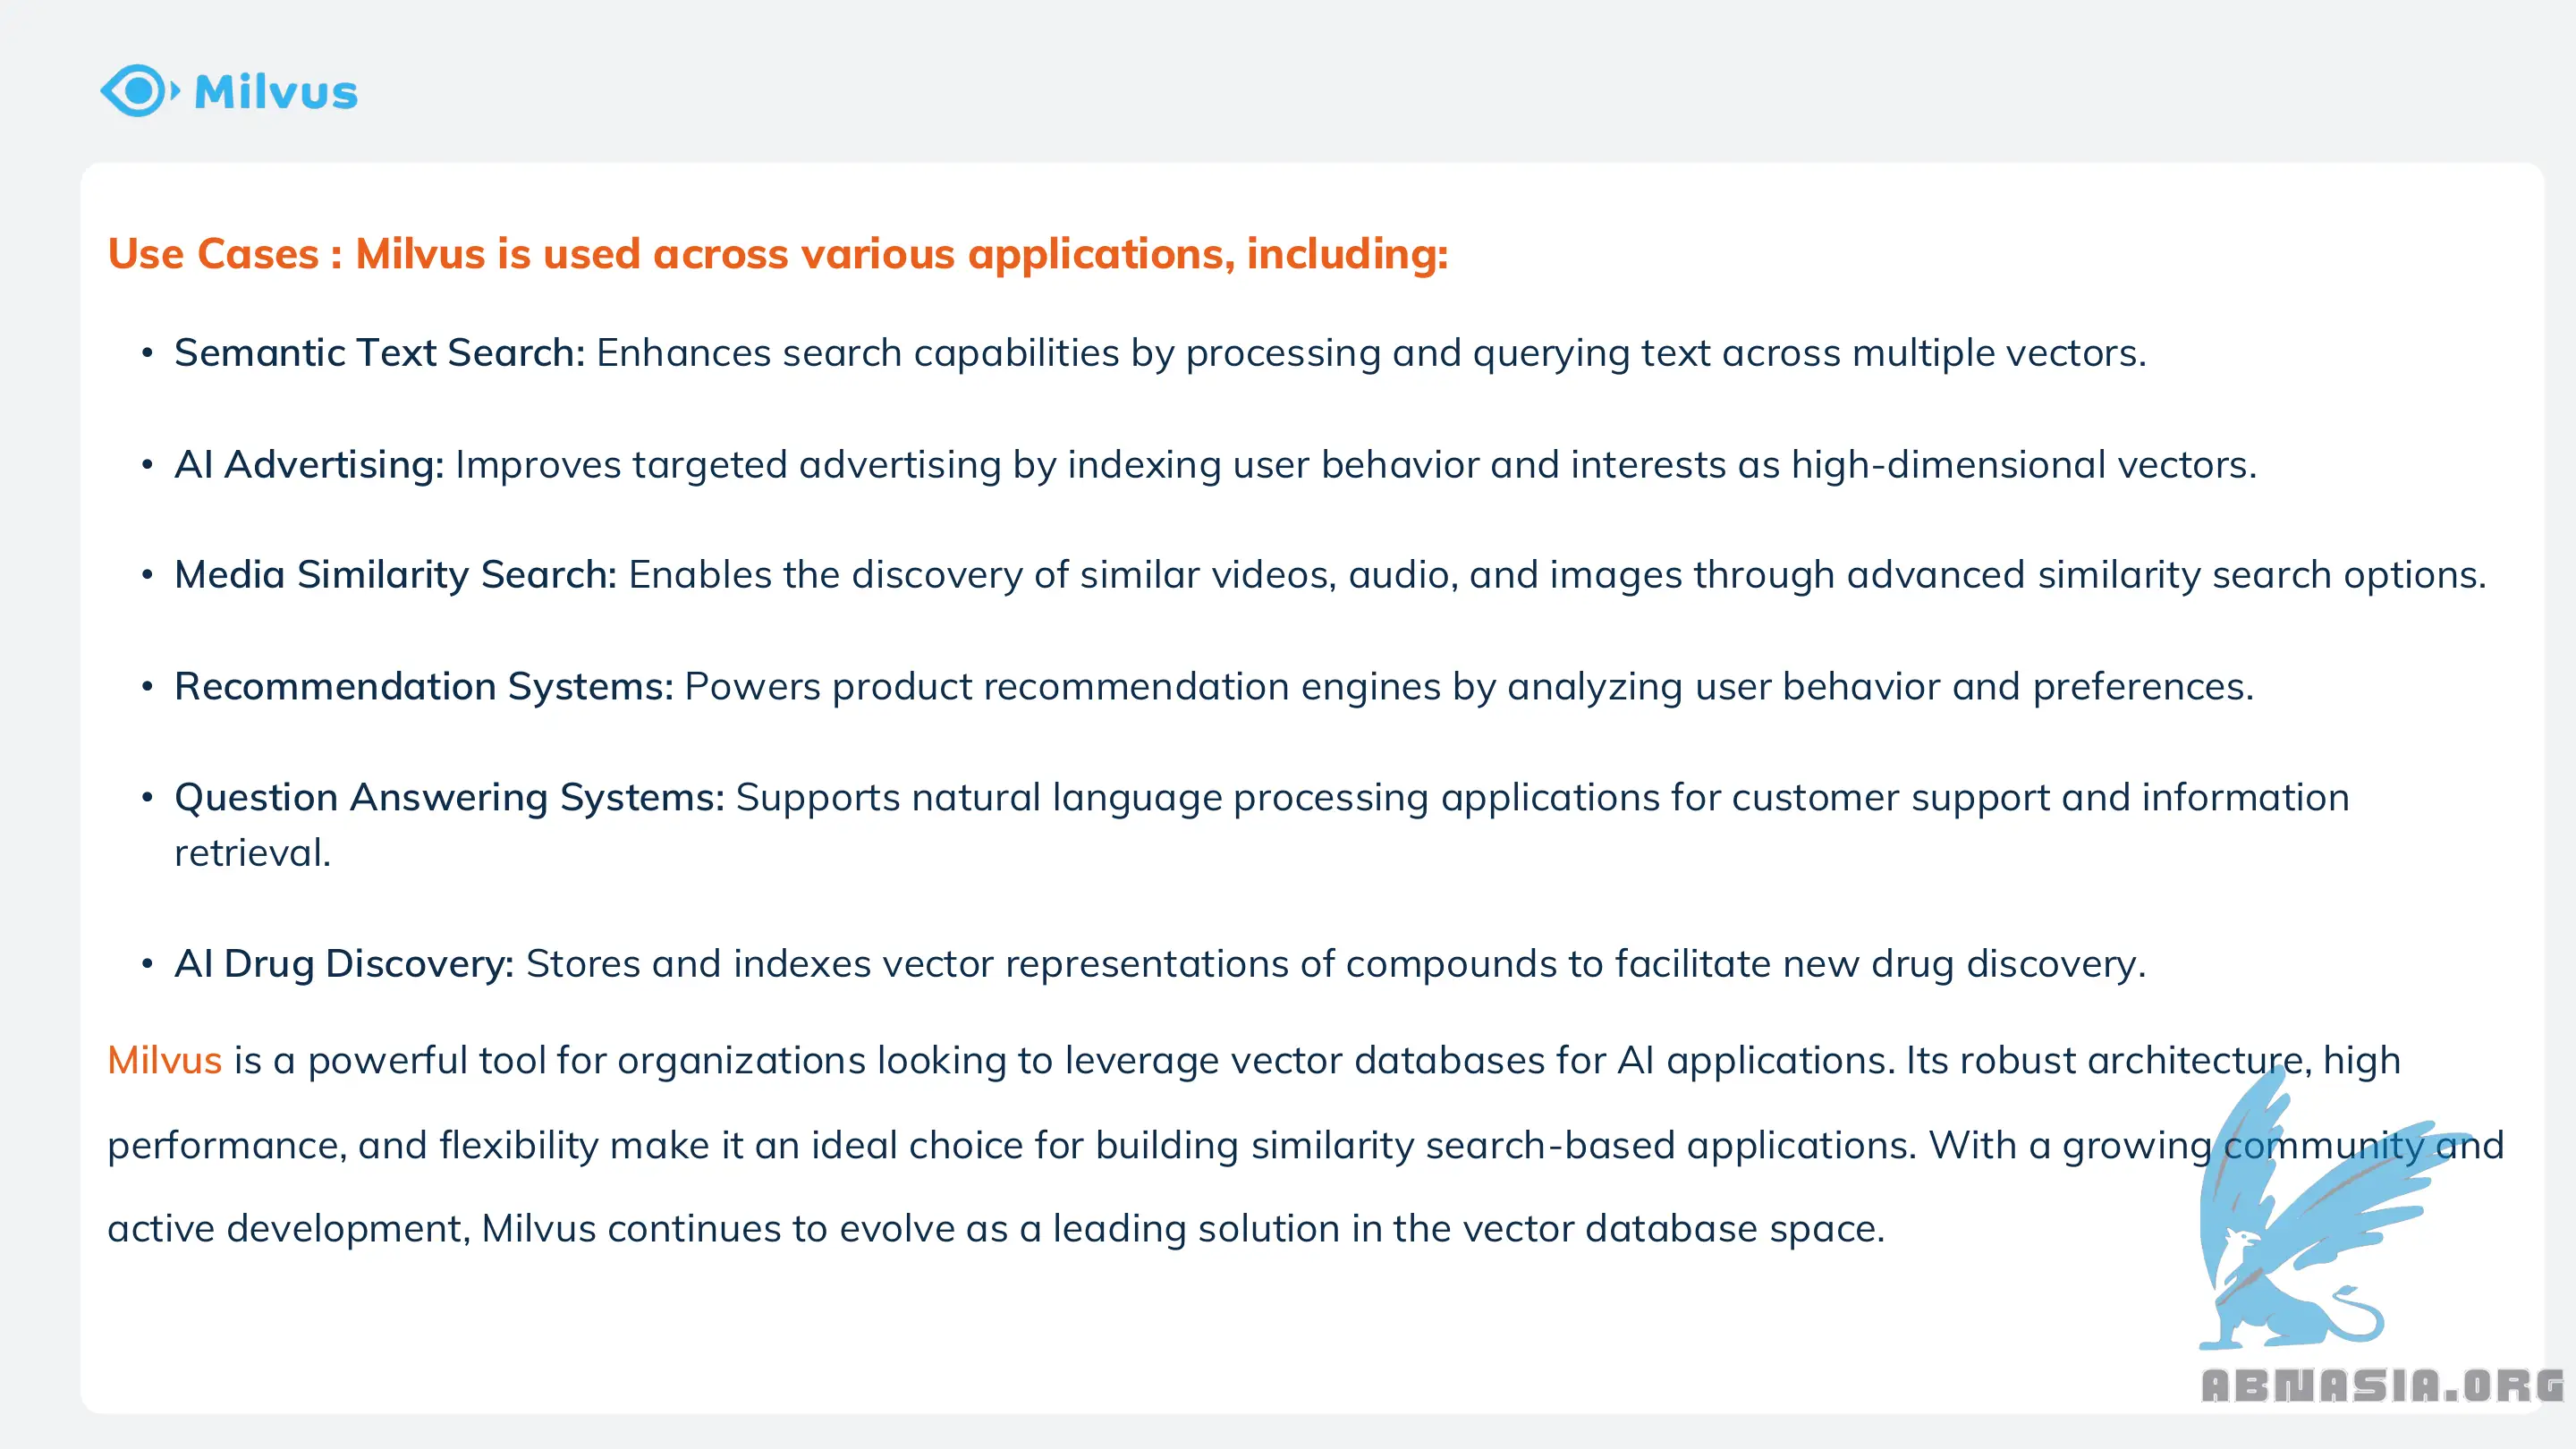 Milvus
Use Cases : Milvus is used across various applications, including:
• Semantic Text Search: Enhances search capabilities by processing and querying text across multiple vectors.
• AI Advertising: Improves targeted advertising by indexing user behavior and interests as high-dimensional vectors.
• Media Similarity Search: Enables the discovery of similar videos, audio, and images through advanced similarity search options.
• Recommendation Systems: Powers product recommendation engines by analyzing user behavior and preferences.
• Question Answering Systems: Supports natural language processing applications for customer support and information
retrieval.
• AI Drug Discovery: Stores and indexes vector representations of compounds to facilitate new drug discovery.
Milvus is a powerful tool for organizations looking to leverage vector databases for AI applications. Its robust architecture, high
performance, and flexibility make it an ideal choice for building similarity search-based applications. With a growing community and
active development, Milvus continues to evolve as a leading solution in the vector database space.
ABNASIA.ORG